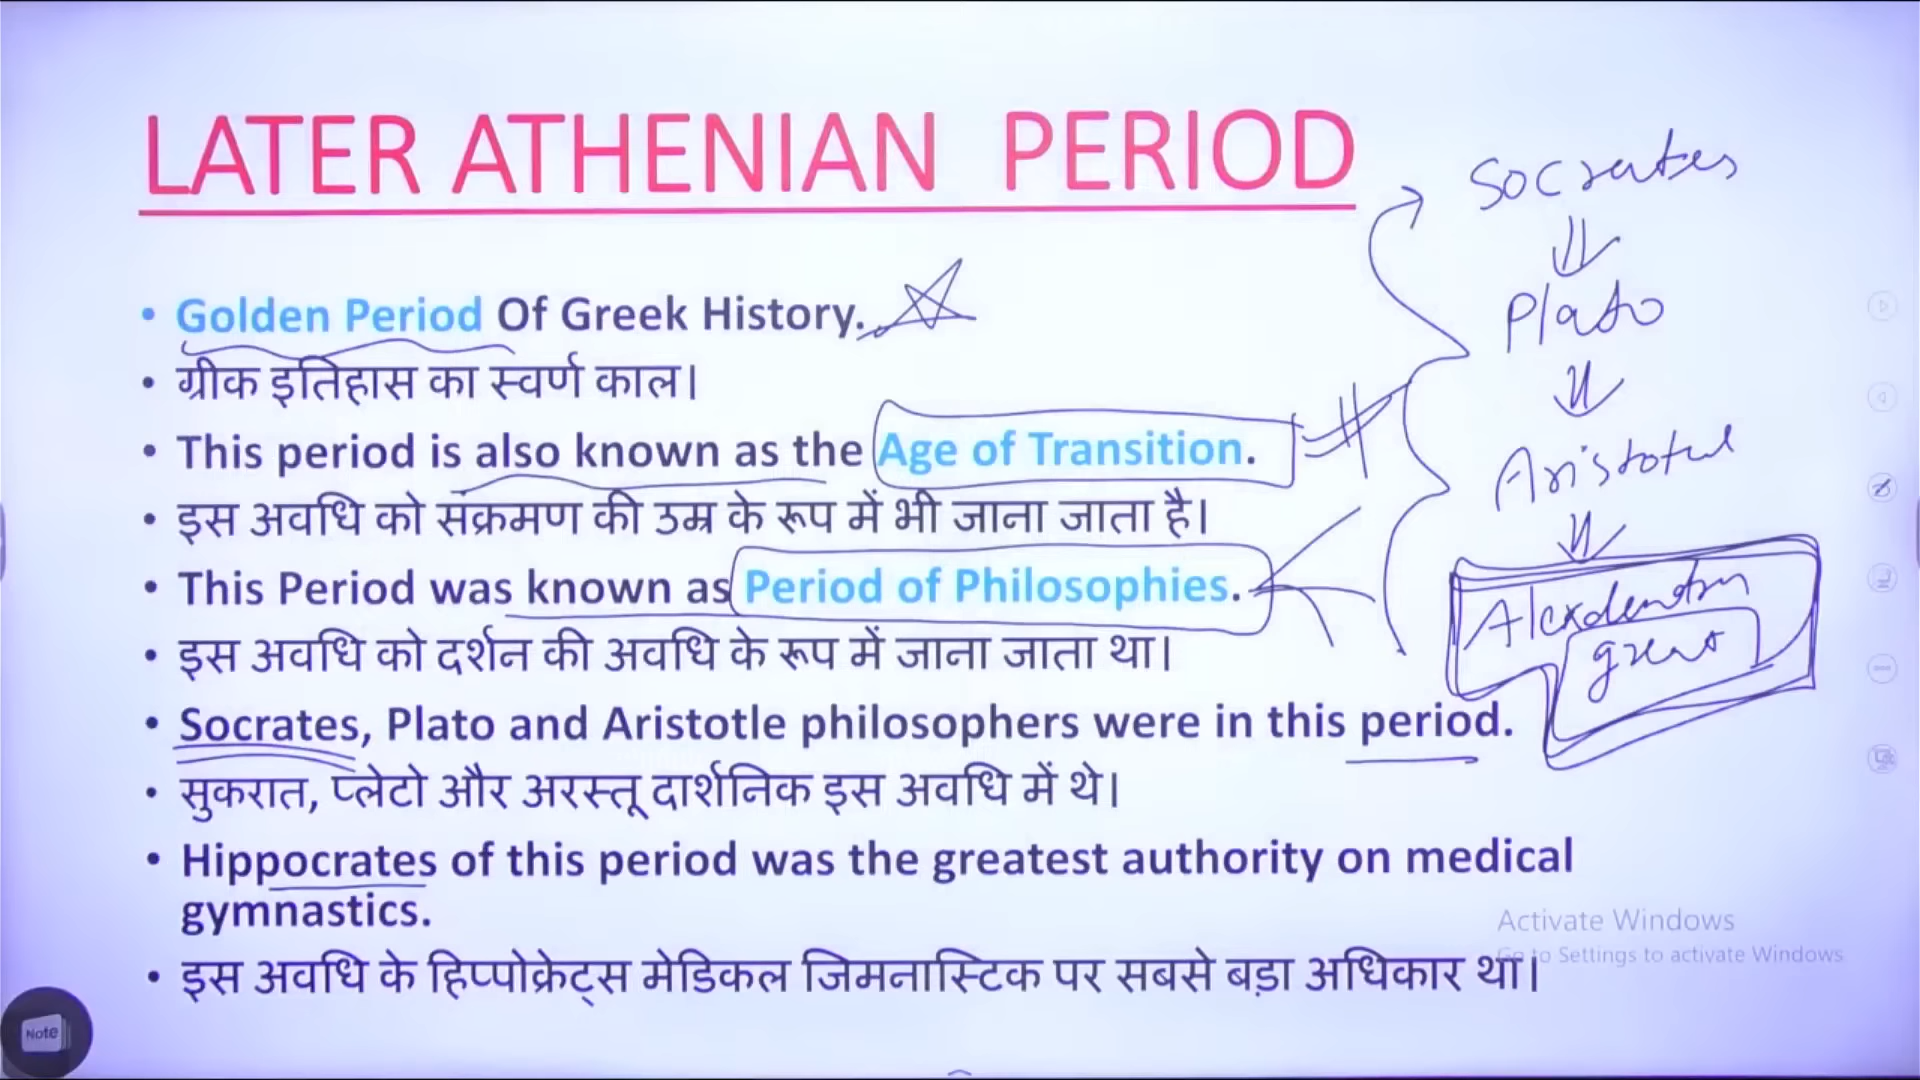 LATER ATHENIAN PERIOD
• Golden Period Of Greek History.
• ग्रीक इतिहास का स्वर्ण काल।
• This period is also known as the Age of Transition.
• इस अवधि को संक्रमण की उम्र के रूप में भी जाना जाता है।
• This Period was known as Period of Philosophies.
• इस अवधि को दर्शन की अवधि के रूप में जाना जाता था।
• Socrates, Plato and Aristotle philosophers were in this period.
• सुकरात, प्लेटो और अरस्तू दार्शनिक इस अवधि में थे।
• Hippocrates of this period was the greatest authority on medical
gymnastics.
• इस अवधि के हिप्पोक्रेट्स मेडिकल जिमनास्टिक पर सबसे बड़ा अधिकार था।
Socrates
Plato
great
Activate Windows
Go to Settings to activate Windows
Note